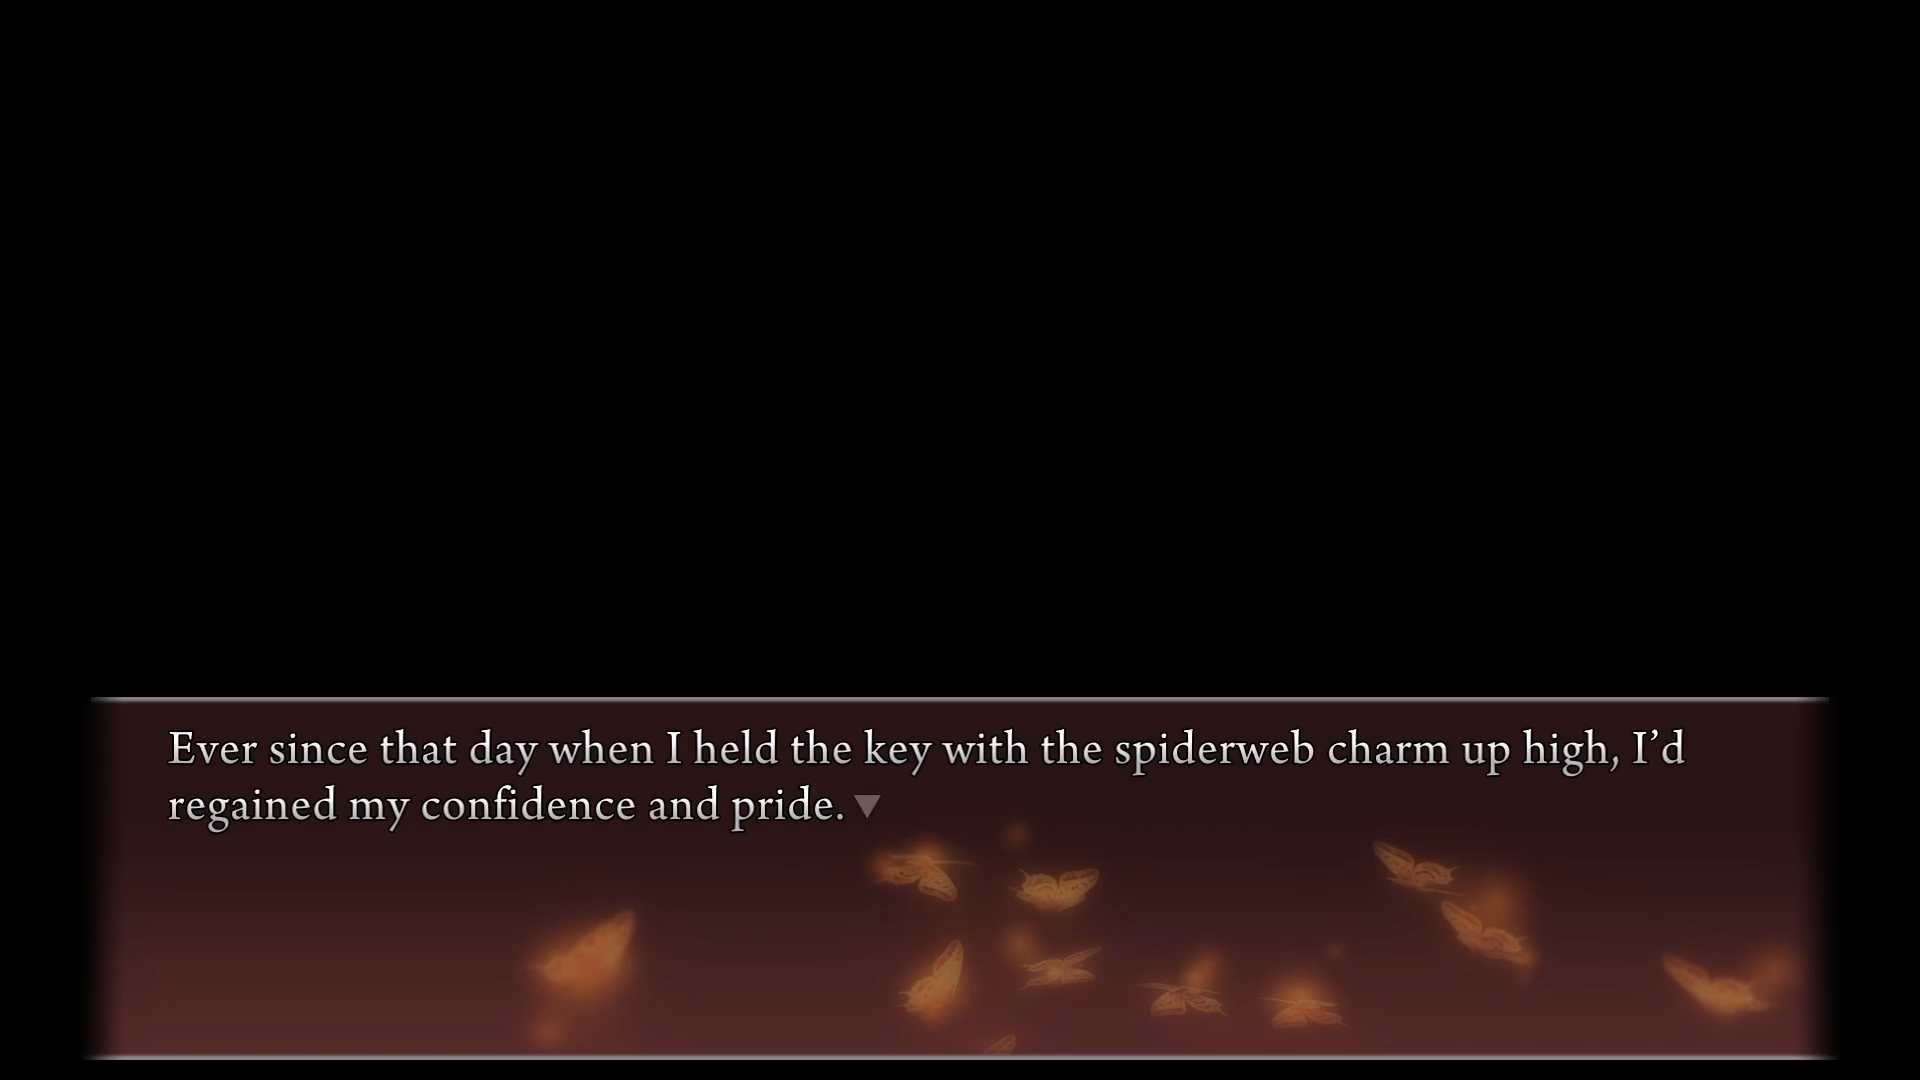 Ever since that day when I held the key with the spiderweb charm up high, I’d
regained my confidence and pride.